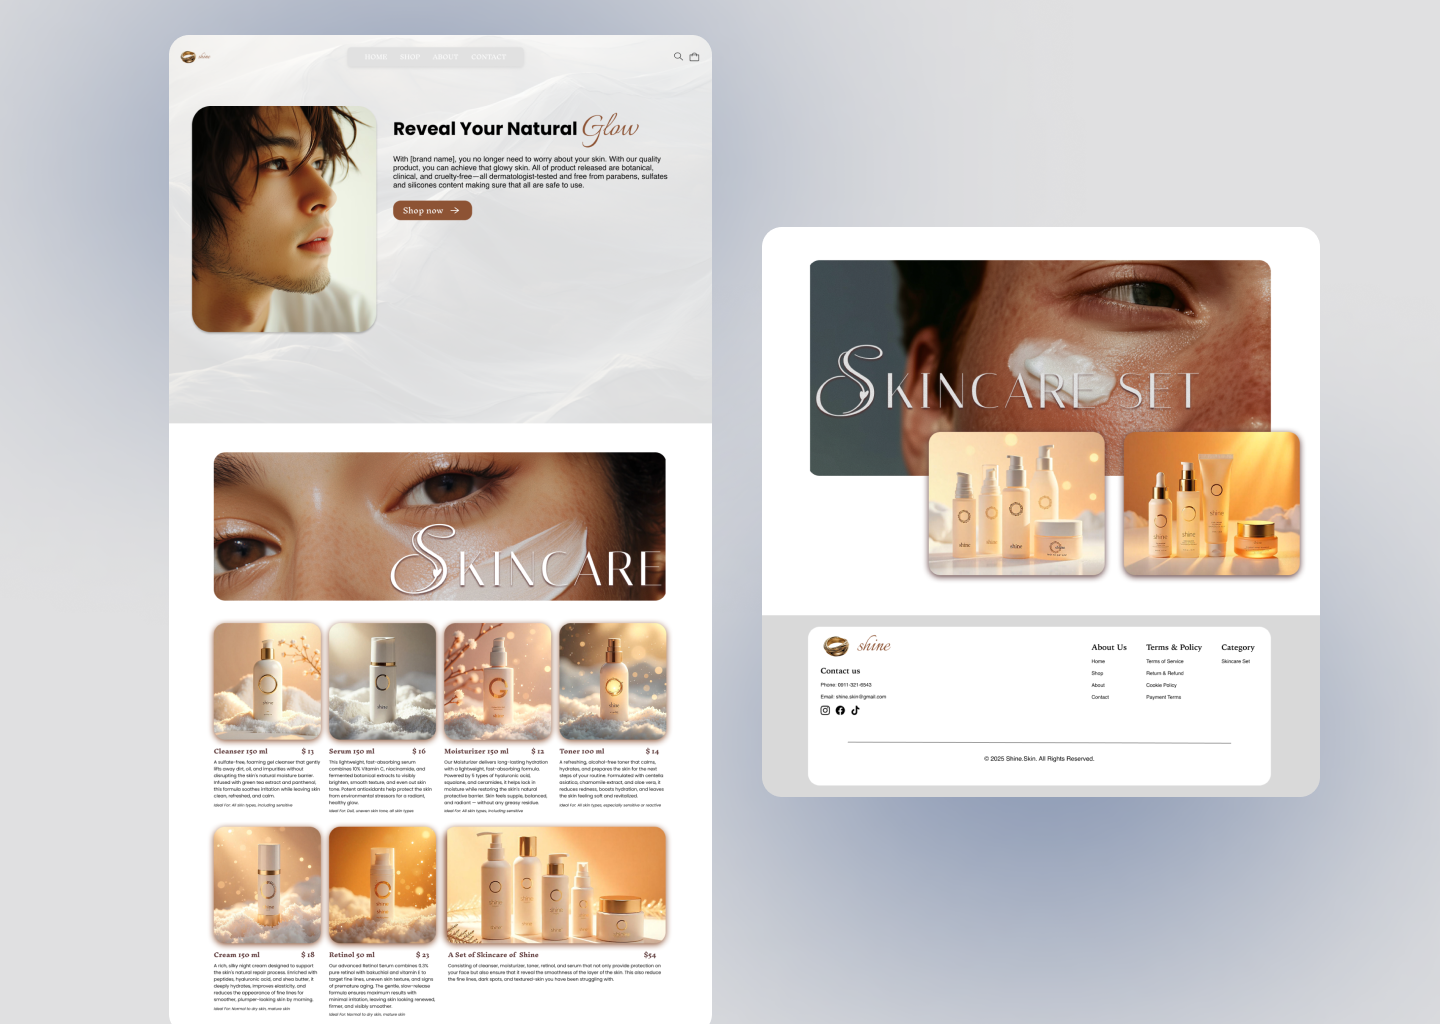 shine
HOME SHOP ABOUT CONTACT
Reveal Your Natural Glow
With [brand name], you no longer need to worry about your skin. With our quality
product, you can achieve that glowy skin. All of product released are botanical,
clinical, and cruelty-free—all dermatologist-tested and free from parabens, sulfates
and silicones content making sure that all are safe to use.
Shop now
SKINCARE
Cleanser 150 ml $ 13
A sulfate-free, foaming gel cleanser that gently
lifts away dirt, oil, and impurities without
disrupting the skin's natural moisture barrier.
Infused with green tea extract and panthenol,
this formula soothes irritation while leaving skin
clean, refreshed, and calm.
Ideal For: All skin types, including sensitive
Serum 150 ml $ 16
This lightweight, fast-absorbing serum
combines 10% Vitamin C, niacinamide, and
fermented botanical extracts to visibly
brighten, smooth texture, and even out skin
tone. Potent antioxidants help protect the skin
from environmental stressors for a radiant,
healthy glow.
Ideal For: Dull, uneven skin tone, all skin types
Moisturizer 150 ml $ 12
Our Moisturizer delivers long-lasting hydration
with a lightweight, fast-absorbing formula.
Powered by 5 types of hyaluronic acid,
squalane, and ceramides, it helps lock in
moisture while restoring the skin's natural
protective barrier. Skin feels supple, balanced,
and radiant — without any greasy residue.
Ideal For: All skin types, including sensitive
Toner 100 ml $ 14
A refreshing, alcohol-free toner that calms,
hydrates, and prepares the skin for the next
steps of your routine. Formulated with centella
asiatica, chamomile extract, and aloe vera, it
reduces redness, boosts hydration, and leaves
the skin feeling soft and revitalized.
Ideal For: All skin types, especially sensitive or reactive
Cream 150 ml $ 18
A rich, silky night cream designed to support
the skin's natural repair process. Enriched with
peptides, hyaluronic acid, and shea butter, it
deeply hydrates, improves elasticity, and
reduces the appearance of fine lines for
smoother, plumper-looking skin by morning.
Ideal For: Normal to dry skin, mature skin
Retinol 50 ml $ 23
Our advanced Retinol Serum combines 0.3%
pure retinol with bakuchiol and vitamin E to
target fine lines, uneven skin texture, and signs
of premature aging. The gentle, slow-release
formula ensures maximum results with
minimal irritation, leaving skin looking renewed,
firmer, and visibly smoother.
Ideal For: Normal to dry skin, mature skin
A Set of Skincare of Shine $54
Consisting of cleanser, moisturizer, toner, retinol, and serum that not only provide protection on
your face but also ensure that it reveal the smoothness of the layer of the skin. This also reduce
the fine lines, dark spots, and textured-skin you have been struggling with.
SKINCARE SET
shine
shine
shine
shine
shine
shine
Contact us
Phone: 0911-321-6543
Email: shine.skin@gmail.com
About Us
Home
Shop
About
Contact
Terms & Policy
Terms of Service
Return & Refund
Cookie Policy
Payment Terms
Category
Skincare Set
© 2025 Shine.Skin. All Rights Reserved.